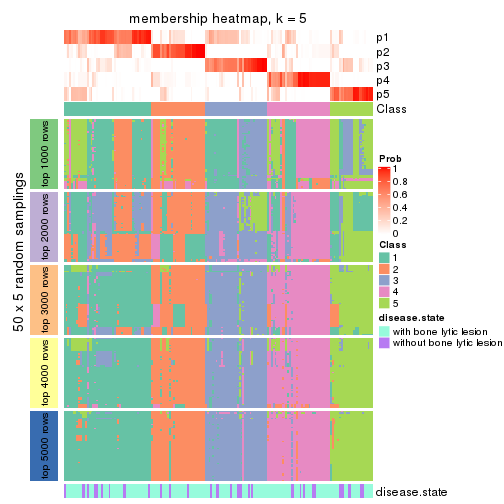 membership heatmap, k = 5
p1
p2
p3
p4
p5
Class
50 x 5 random samplings
top 1000 rows
top 2000 rows
top 3000 rows
top 4000 rows
top 5000 rows
disease.state
Prob
1
0.8
0.6
0.4
0.2
0
Class
1
2
3
4
5
disease.state
with bone lytic lesion
without bone lytic lesion